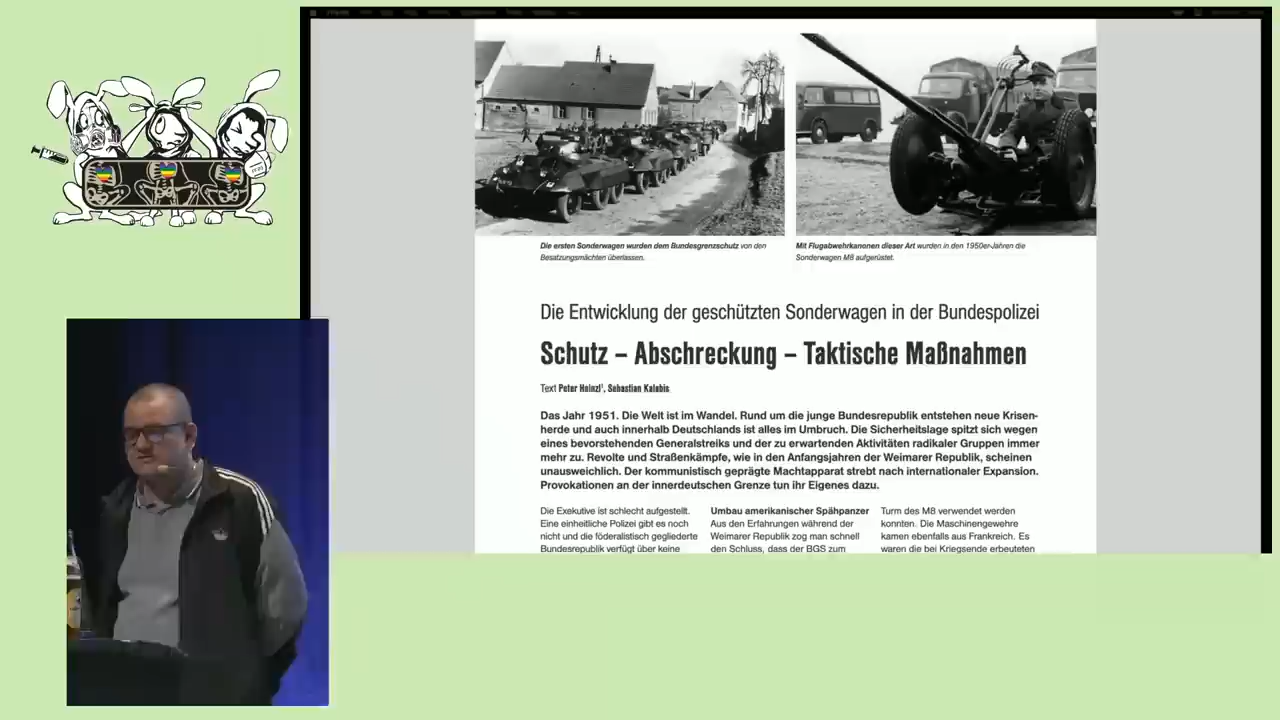 Die ersten Sonderwagen wurden dem Bundesgrenzschutz von den
Besatzungsmächten überlassen.
Mit Flugabwehrkanonen dieser Art wurden in den 1950er-Jahren die
Sonderwagen M8 aufgerüstet.
Die Entwicklung der geschützten Sonderwagen in der Bundespolizei
Schutz – Abschreckung – Taktische Maßnahmen
Text Peter Heinzl¹, Sebastian Kalabis
Das Jahr 1951. Die Welt ist im Wandel. Rund um die junge Bundesrepublik entstehen neue Krisen-
herde und auch innerhalb Deutschlands ist alles im Umbruch. Die Sicherheitslage spitzt sich wegen
eines bevorstehenden Generalstreiks und der zu erwartenden Aktivitäten radikaler Gruppen immer
mehr zu. Revolte und Straßenkämpfe, wie in den Anfangsjahren der Weimarer Republik, scheinen
unausweichlich. Der kommunistisch geprägte Machtapparat strebt nach internationaler Expansion.
Provokationen an der innerdeutschen Grenze tun ihr Eigenes dazu.
Die Exekutive ist schlecht aufgestellt.
Eine einheitliche Polizei gibt es noch
nicht und die föderalistisch gegliederte
Bundesrepublik verfügt über keine
Umbau amerikanischer Spähpanzer
Aus den Erfahrungen während der
Weimarer Republik zog man schnell
den Schluss, dass der BGS zum
Turm des M8 verwendet werden
konnten. Die Maschinengewehre
kamen ebenfalls aus Frankreich. Es
waren die bei Kriegsende erbeuteten